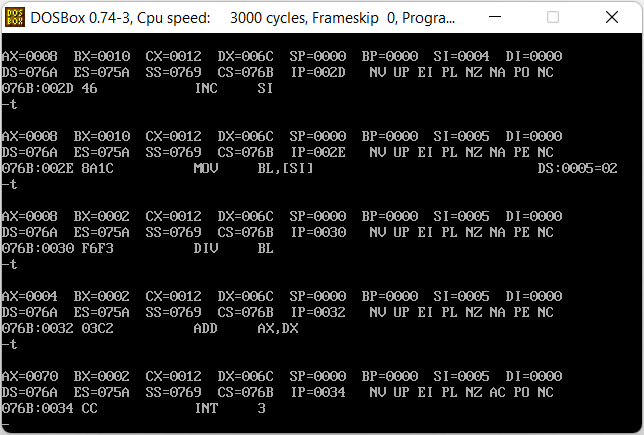 DOS
BOX
DOSBox 0.74-3, Cpu speed:     3000 cycles, Frameskip  0, Progra...
AX=0008  BX=0010  CX=0012  DX=006C  SP=0000  BP=0000  SI=0004  DI=0000
DS=076A  ES=075A  SS=0769  CS=076B  IP=002D   NV UP EI PL NZ NA PO NC
076B:002D 46            INC     SI
-t
AX=0008  BX=0010  CX=0012  DX=006C  SP=0000  BP=0000  SI=0005  DI=0000
DS=076A  ES=075A  SS=0769  CS=076B  IP=002E   NV UP EI PL NZ NA PE NC
076B:002E 8A1C          MOV     BL,[SI]                            DS:0005=02
-t
AX=0008  BX=0002  CX=0012  DX=006C  SP=0000  BP=0000  SI=0005  DI=0000
DS=076A  ES=075A  SS=0769  CS=076B  IP=0030   NV UP EI PL NZ NA PE NC
076B:0030 F6F3          DIV     BL
-t
AX=0004  BX=0002  CX=0012  DX=006C  SP=0000  BP=0000  SI=0005  DI=0000
DS=076A  ES=075A  SS=0769  CS=076B  IP=0032   NV UP EI PL NZ NA PE NC
076B:0032 03C2          ADD     AX,DX
-t
AX=0070  BX=0002  CX=0012  DX=006C  SP=0000  BP=0000  SI=0005  DI=0000
DS=076A  ES=075A  SS=0769  CS=076B  IP=0034   NV UP EI PL NZ AC PO NC
076B:0034 CC            INT     3
-